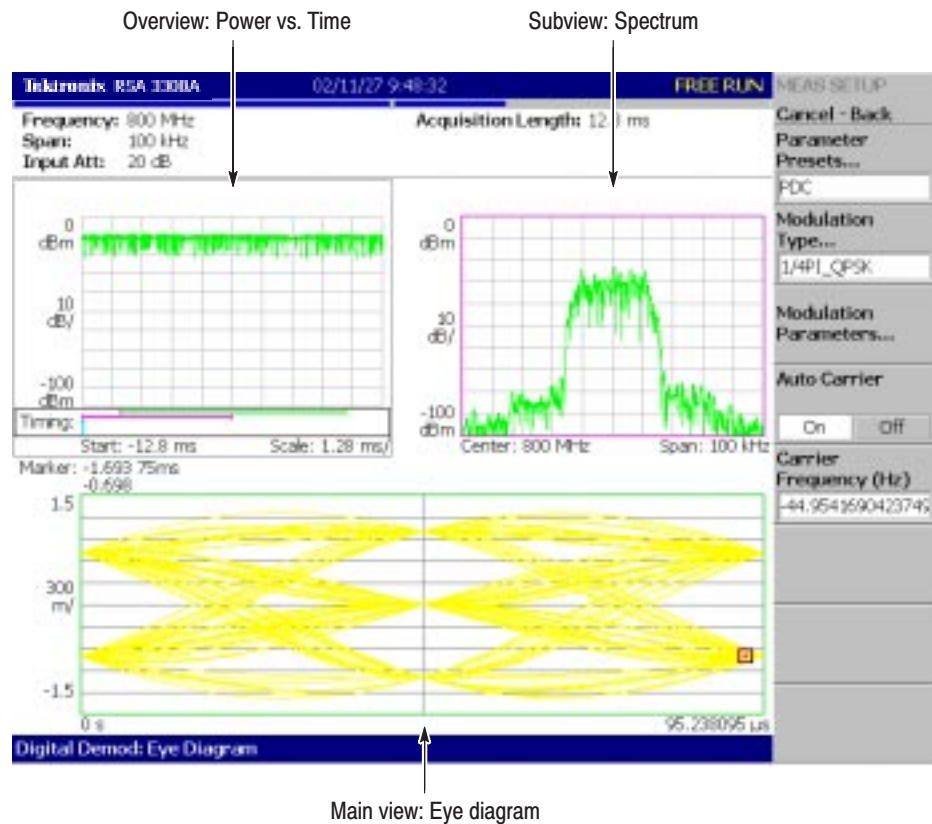 Overview: Power vs. Time
Subview: Spectrum
Tektronix RSA 3308A
02/11/27 9:48:32
FREE RUN
MEAS SETUP
Frequency: 800 MHz
Span: 100 kHz
Input Att: 20 dB
Acquisition Length: 12.8 ms
Cancel - Back
Parameter
Presets...
PDC
Modulation
Type...
1/4PI_QPSK
Modulation
Parameters...
Auto Carrier
On Off
Carrier
Frequency (Hz)
-44.9541690423749
0
dBm
10
dB/
-100
dBm
Timing:
Start: -12.8 ms
Scale: 1.28 ms/
0
dBm
10
dB/
-100
dBm
Center: 800 MHz
Span: 100 kHz
Marker: -1.693 75ms
-0.698
1.5
300
m/
-1.5
0 s
95.238095 µs
Digital Demod: Eye Diagram
Main view: Eye diagram